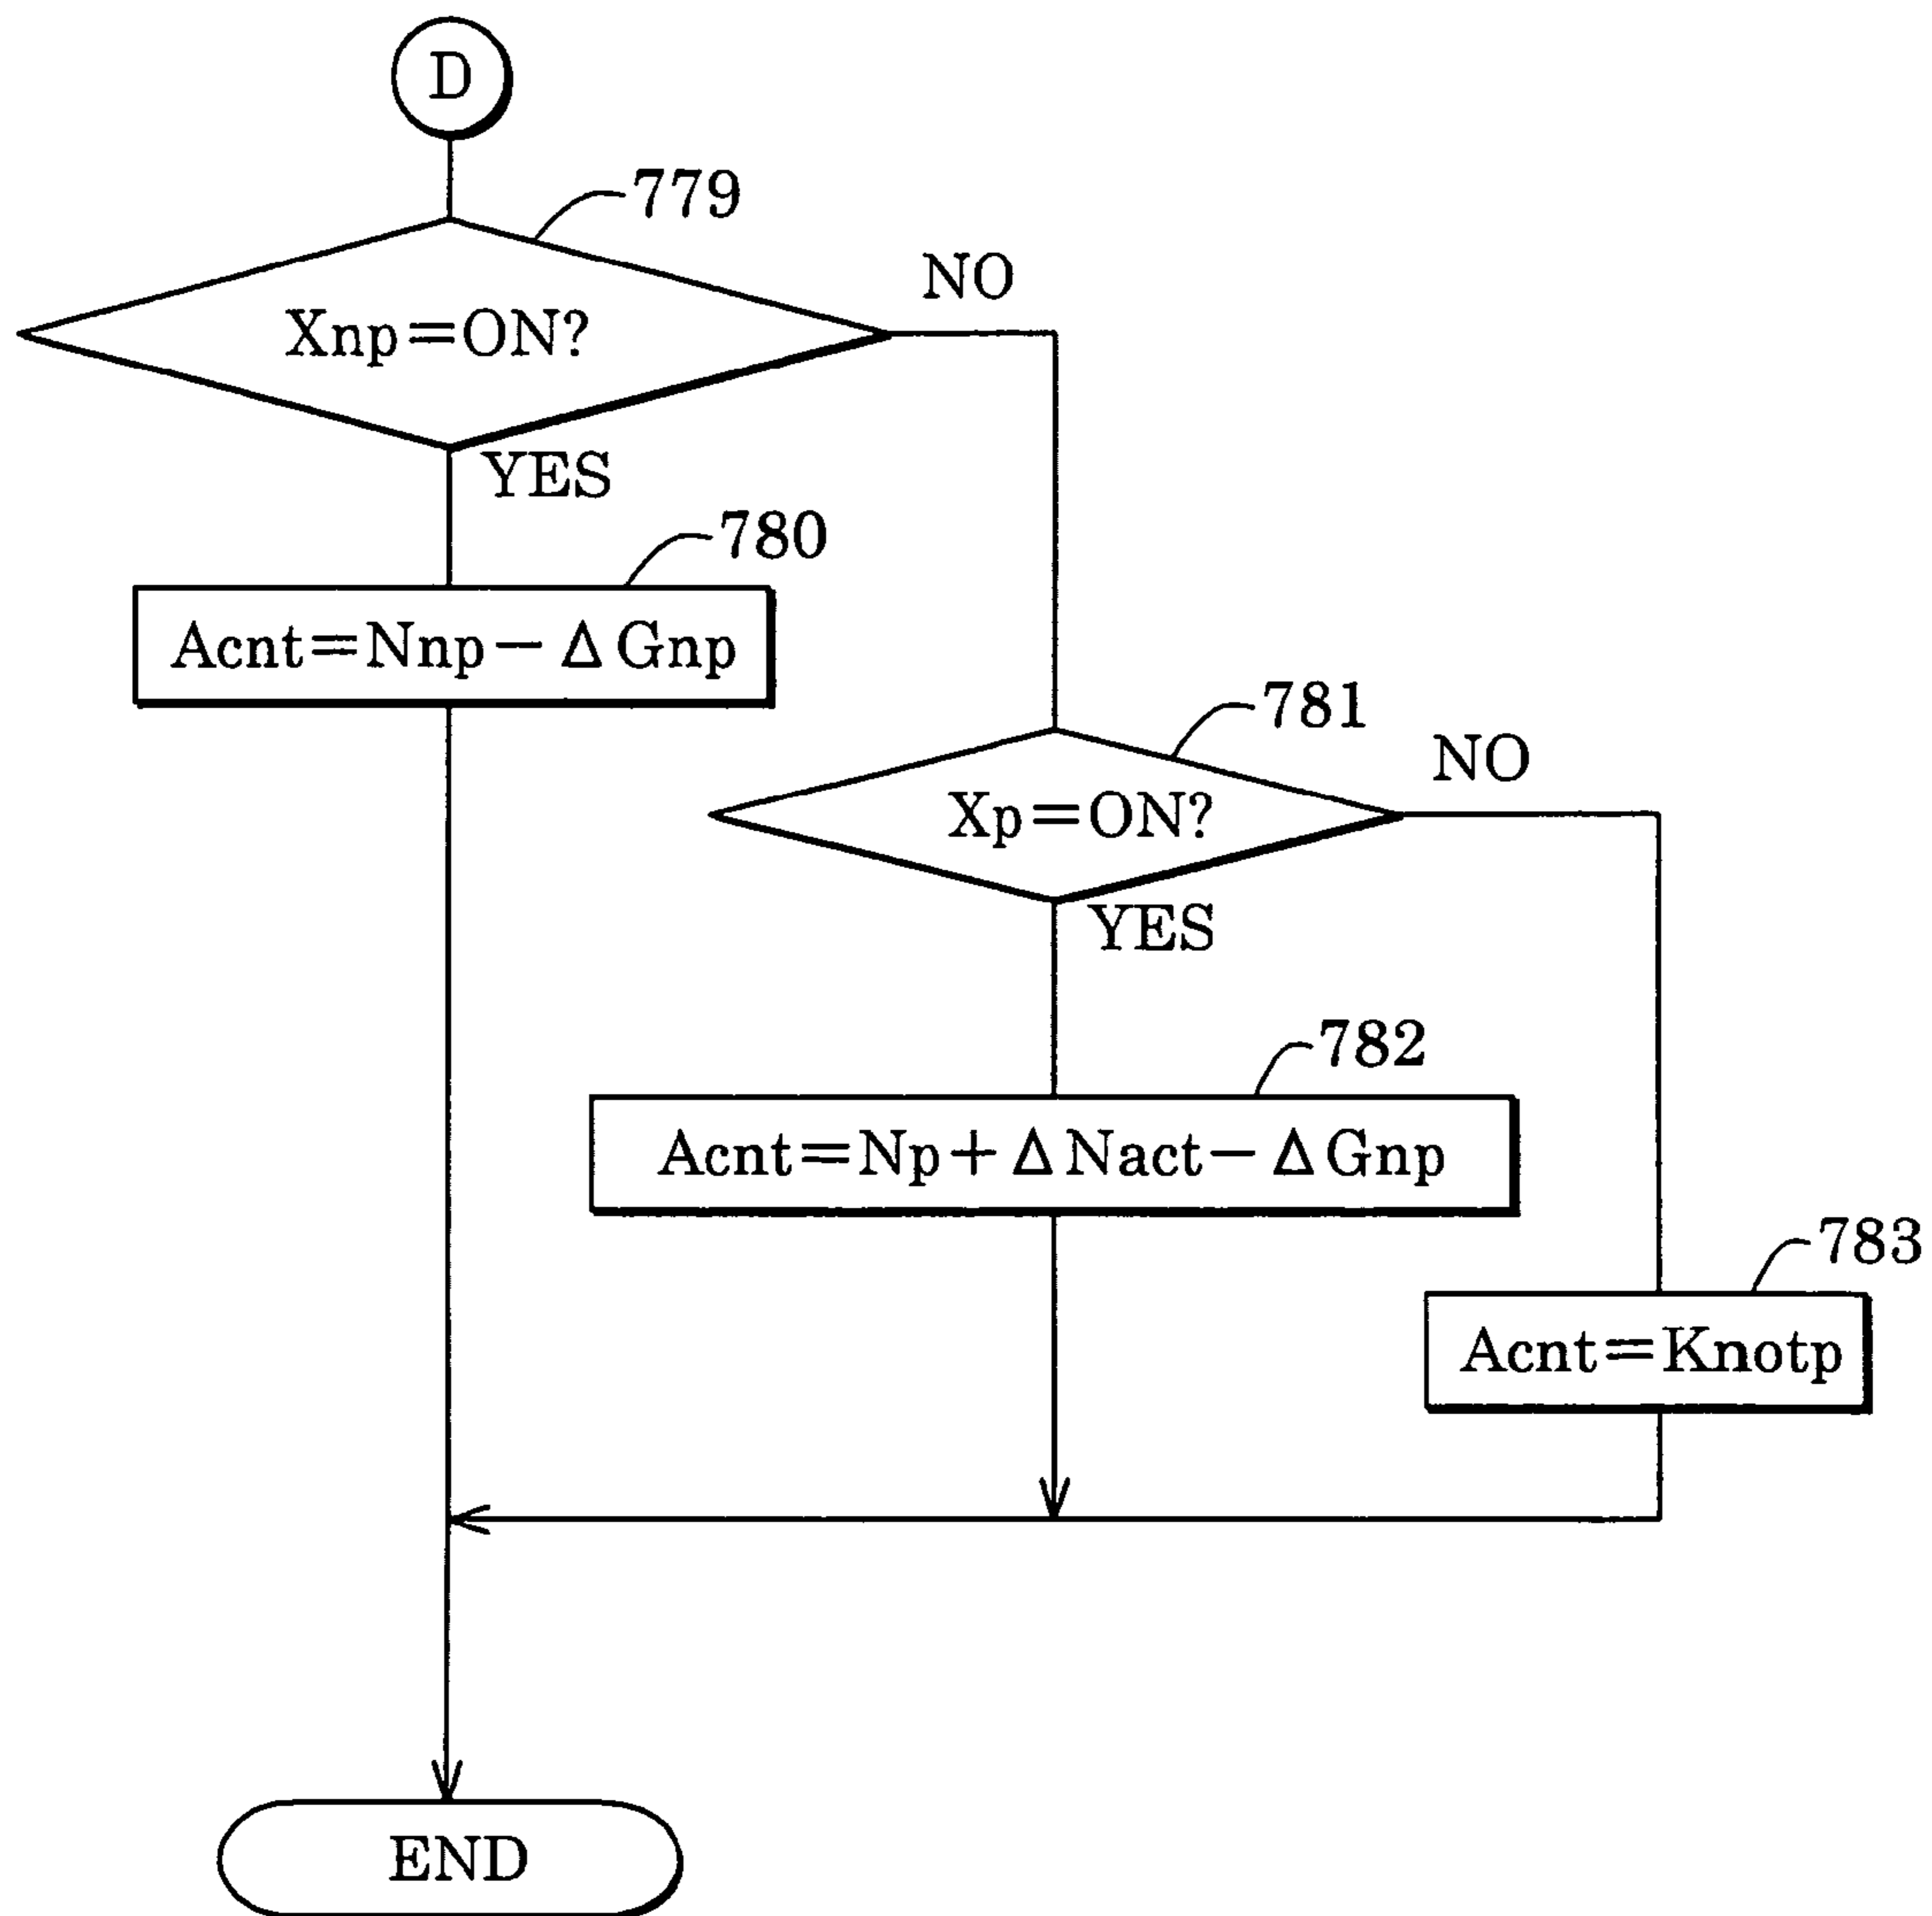 D
779
Xnp=ON?
NO
YES
780
Acnt=Nnp-ΔGnp
781
Xp=ON?
NO
YES
782
Acnt=Np+ΔNact-ΔGnp
783
Acnt=Knotp
END